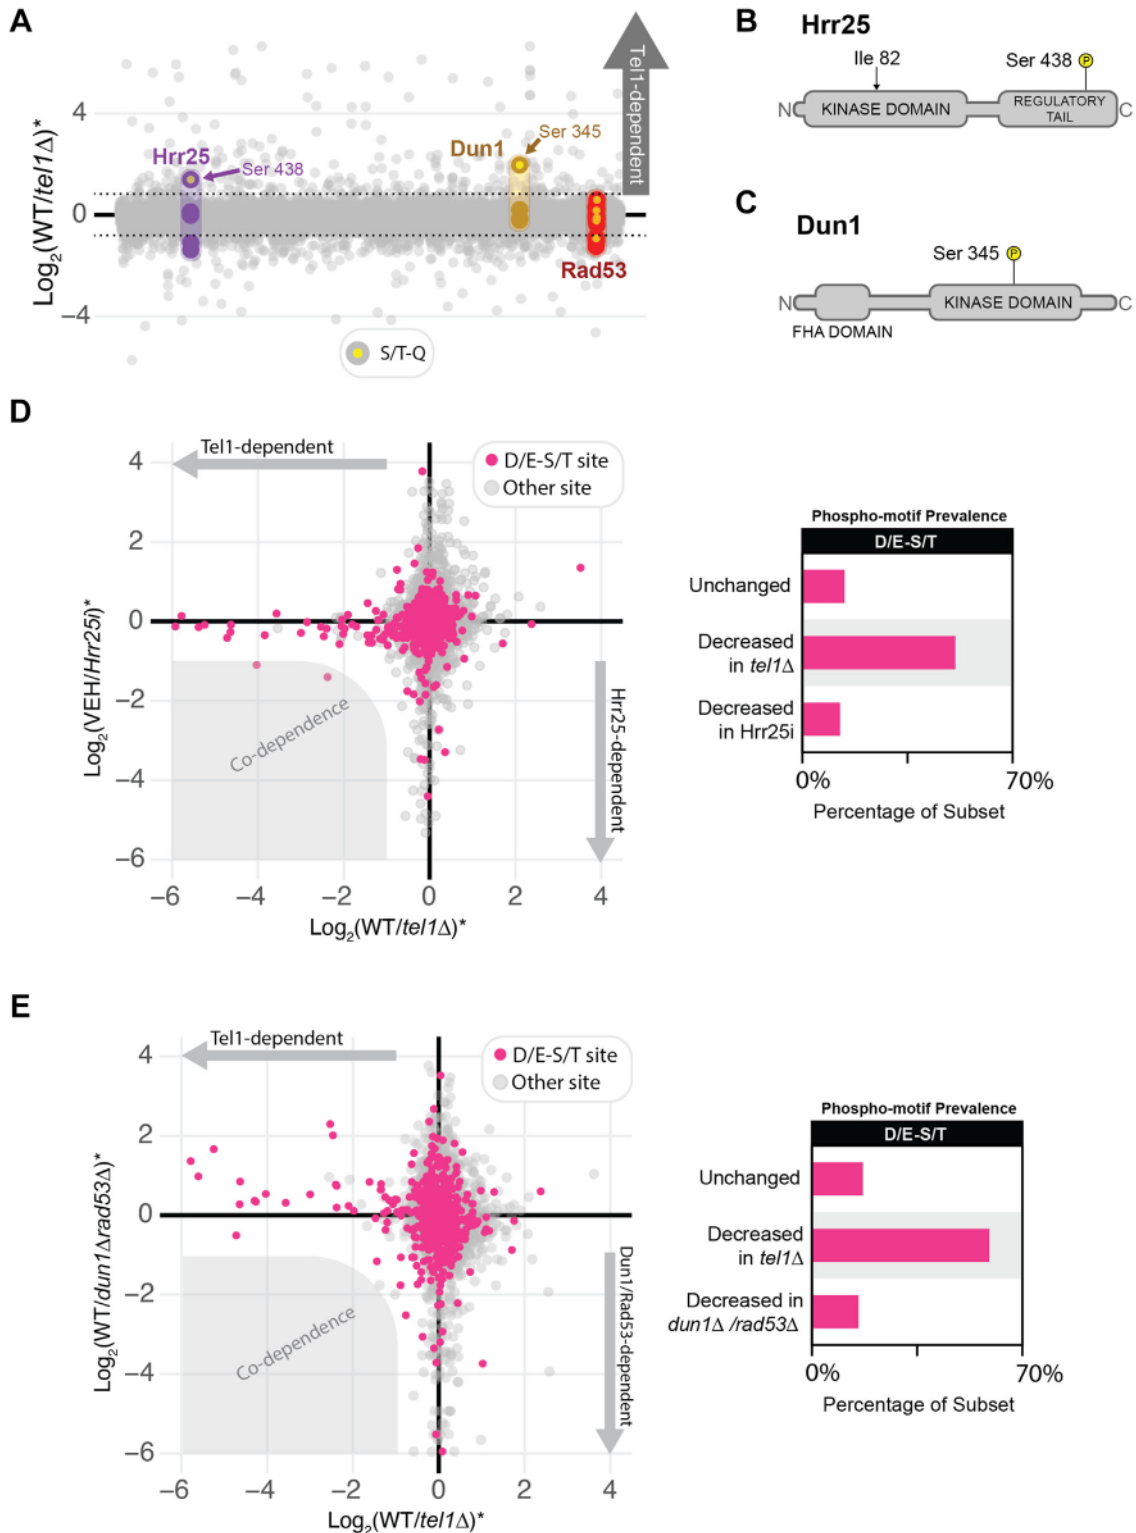 A
Log2(WT/tel1Δ)*
4
0
−4
Hrr25
Ser 438
Dun1
Ser 345
Rad53
Tel1-dependent
S/T-Q
B
Hrr25
Ile 82
Ser 438
P
N
KINASE DOMAIN
REGULATORY
TAIL
C
C
Dun1
Ser 345
P
N
KINASE DOMAIN
C
FHA DOMAIN
D
Tel1-dependent
D/E-S/T site
Other site
Log2(VEH/Hrr25i)*
4
2
0
−2
−4
−6
Co-dependence
Hrr25-dependent
−6
−4
−2
0
2
4
Log2(WT/tel1Δ)*
Phospho-motif Prevalence
D/E-S/T
Unchanged
Decreased
in tel1Δ
Decreased
in Hrr25i
0%
70%
Percentage of Subset
E
Tel1-dependent
D/E-S/T site
Other site
Log2(WT/dun1Δrad53Δ)*
4
2
0
−2
−4
−6
Co-dependence
Dun1/Rad53-dependent
−6
−4
−2
0
2
4
Log2(WT/tel1Δ)*
Phospho-motif Prevalence
D/E-S/T
Unchanged
Decreased
in tel1Δ
Decreased in
dun1Δ /rad53Δ
0%
70%
Percentage of Subset